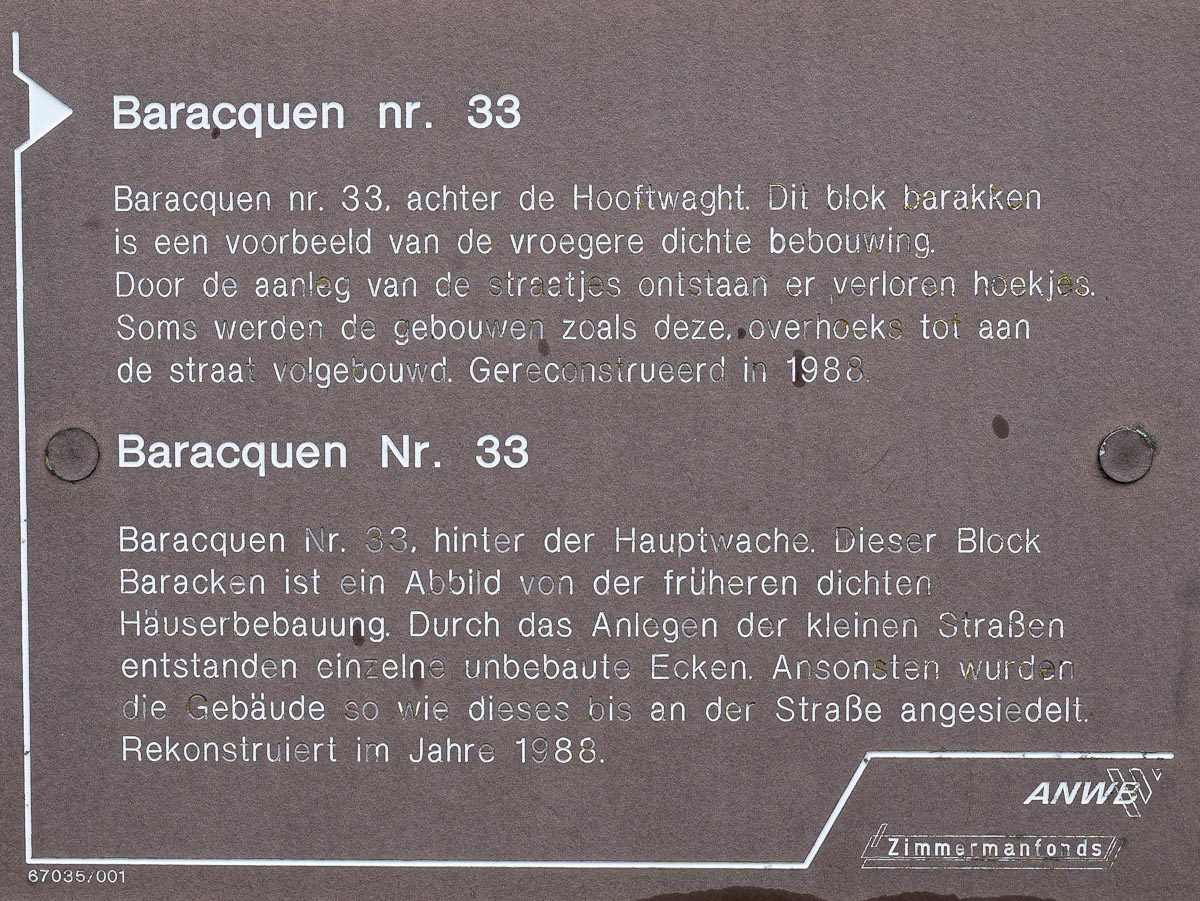 Baracquen nr. 33
Baracquen nr. 33, achter de Hooftwaght. Dit blok barakken
is een voorbeeld van de vroegere dichte bebouwing.
Door de aanleg van de straatjes ontstaan er verloren hoekjes.
Soms werden de gebouwen zoals deze, overhoeks tot aan
de straat volgebouwd. Gereconstrueerd in 1988.
Baracquen Nr. 33
Baracquen Nr. 33, hinter der Hauptwache. Dieser Block
Baracken ist ein Abbild von der früheren dichten
Häuserbebauung. Durch das Anlegen der kleinen Straßen
entstanden einzelne unbebaute Ecken. Ansonsten wurden
die Gebäude so wie dieses bis an der Straße angesiedelt.
Rekonstruiert im Jahre 1988.
ANWB
Zimmermanfonds
67035/001